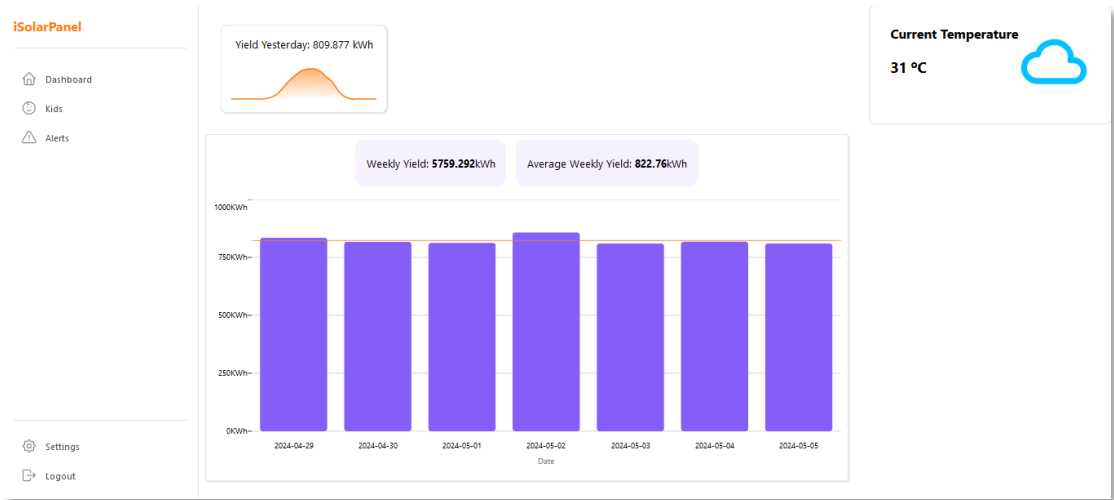 iSolarPanel
Dashboard
Kids
Alerts
Settings
Logout
Yield Yesterday: 809.877 kWh
Current Temperature
31 ºC
Weekly Yield: 5759.292kWh
Average Weekly Yield: 822.76kWh
1000KWh
750KWh
500KWh
250KWh
0KWh
2024-04-29 2024-04-30 2024-05-01 2024-05-02 2024-05-03 2024-05-04 2024-05-05
Date